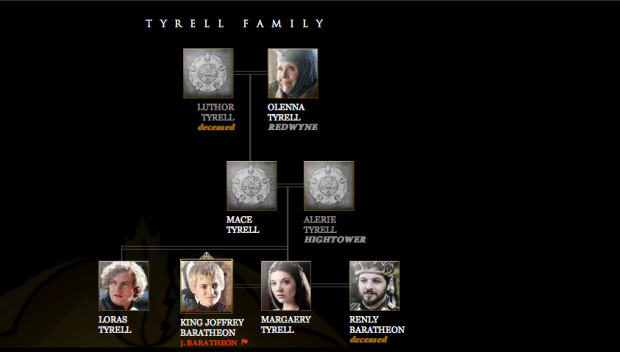 TYRELL FAMILY
LUTHOR
TYRELL
deceased
OLENNA
TYRELL
REDWYNE
MACE
TYRELL
ALERIE
TYRELL
HIGHTOWER
LORAS
TYRELL
KING JOFFREY
BARATHEON
J. BARATHEON
MARGAERY
TYRELL
RENLY
BARATHEON
deceased